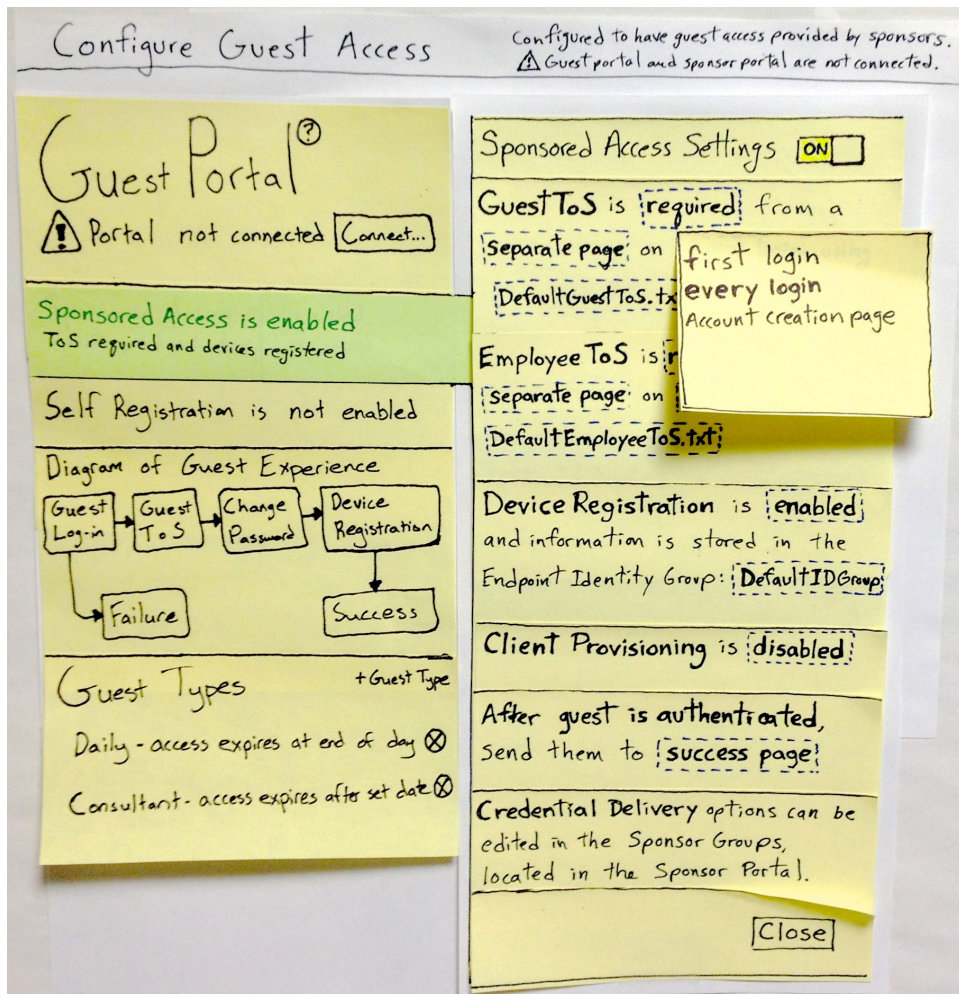 Configure Guest Access
Configured to have guest access provided by sponsors.
⚠ Guest portal and sponsor portal are not connected.
Guest Portal ?
⚠ Portal not connected Connect...
Sponsored Access is enabled
ToS required and devices registered
Self Registration is not enabled
Diagram of Guest Experience
Guest Log-in
Guest ToS
Change Password
Device Registration
Failure
Success
Guest Types
+ Guest Type
Daily - access expires at end of day
Consultant - access expires after set date
Sponsored Access Settings ON
Guest ToS is required from a
separate page on
DefaultGuestToS.tx
first login
every login
Account creation page
Employee ToS is
separate page on
DefaultEmployeeToS.txt
Device Registration is enabled
and information is stored in the
Endpoint Identity Group: DefaultIDGroup
Client Provisioning is disabled
After guest is authenticated,
send them to success page
Credential Delivery options can be
edited in the Sponsor Groups,
located in the Sponsor Portal.
Close